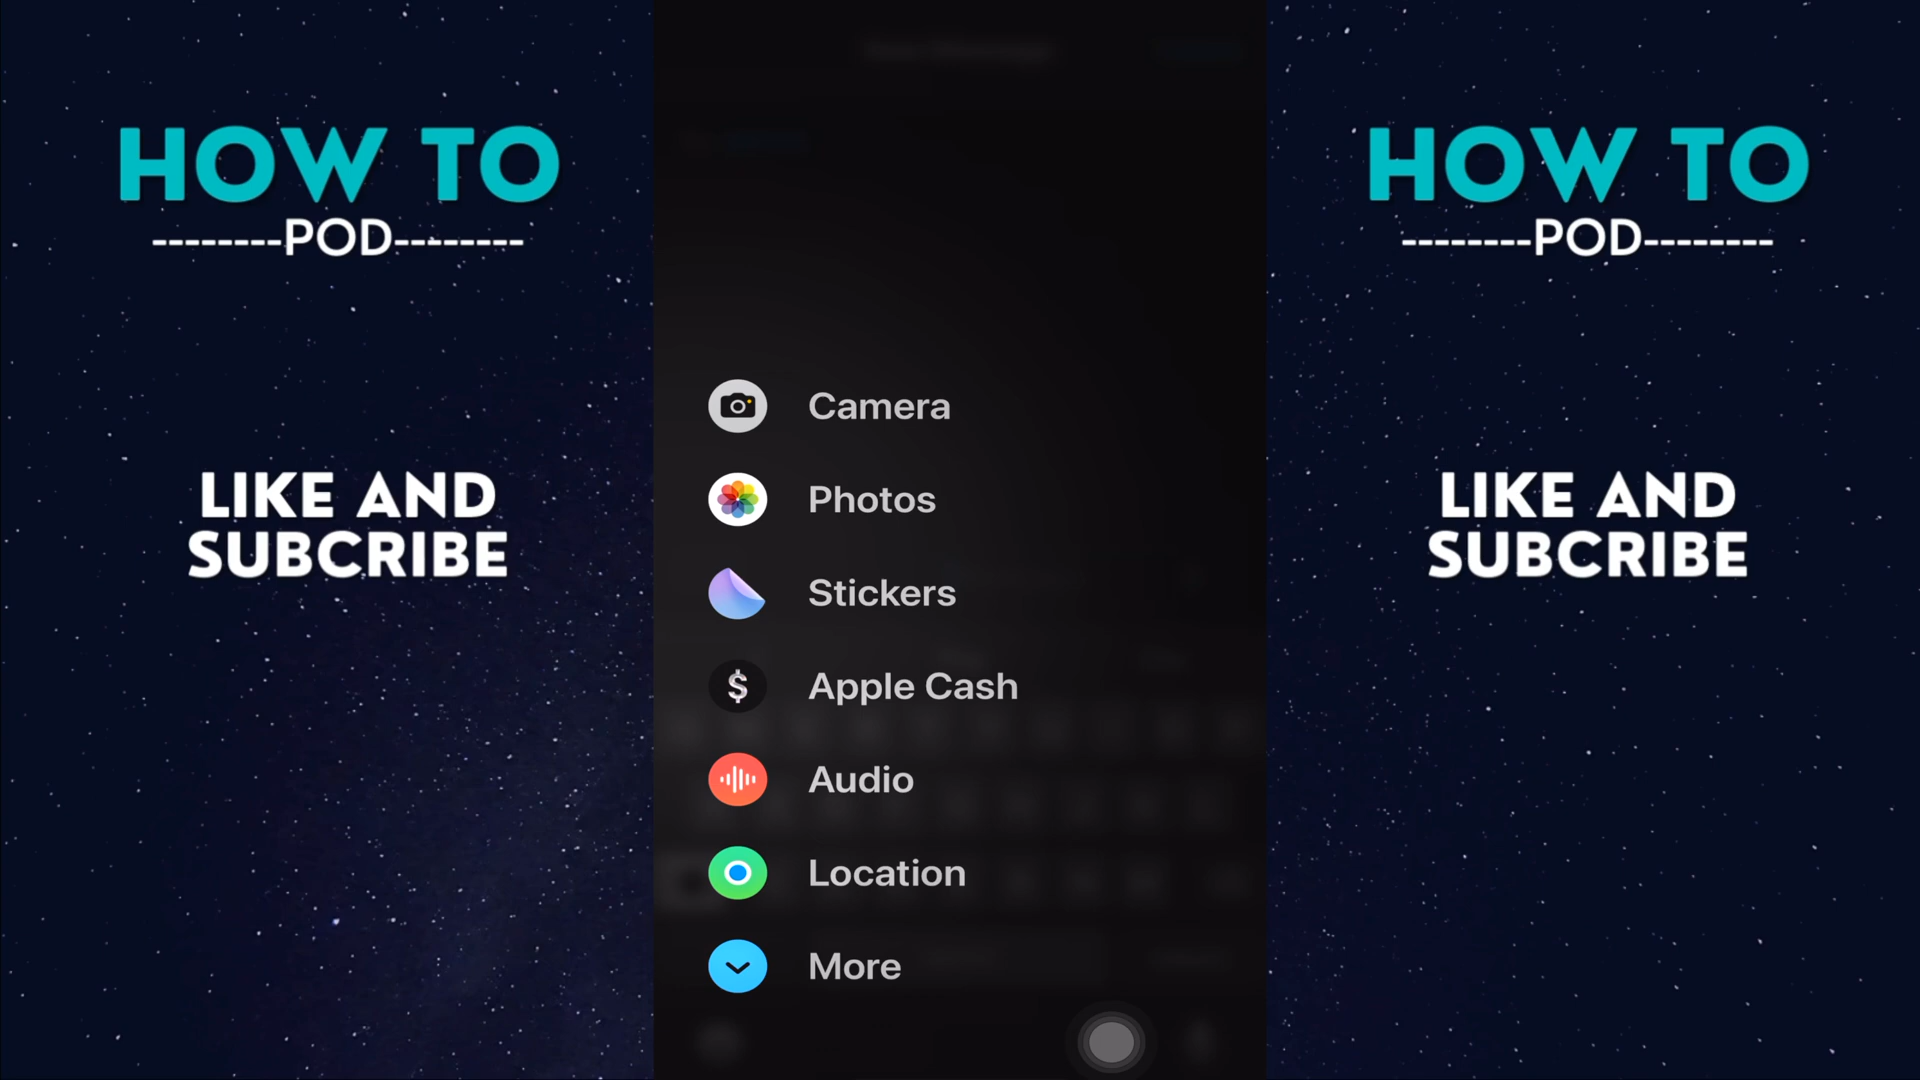 HOW TO
--------POD--------
LIKE AND
SUBCRIBE
Camera
Photos
Stickers
$
Apple Cash
Audio
Location
More
HOW TO
--------POD--------
LIKE AND
SUBCRIBE